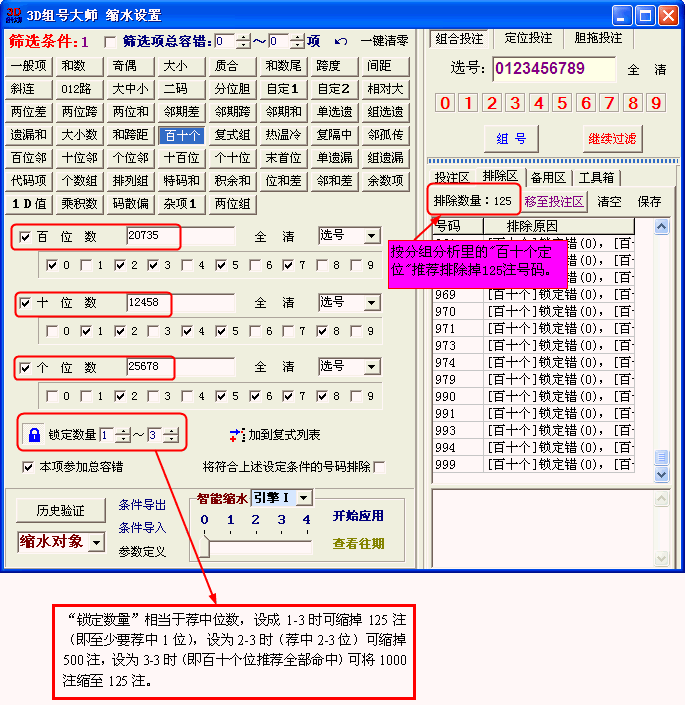 3D组号大师 缩水设置
筛选条件:1 筛选项总容错: 0 ～ 0 项 一键清零
一般项 和数 奇偶 大小 质合 和数尾 跨度 间距
斜连 012路 大中小 二码 分位胆 自定1 自定2 相对大
两位差 两位跨 两位和 邻期差 邻期跨 邻期和 单选遗 组选遗
遗漏和 大小数 和跨距 百十个 复式组 热温冷 复隔中 邻孤传
百位邻 十位邻 个位邻 十百位 个十位 末首位 单遗漏 组遗漏
代码项 个数组 排列组 特码和 积余和 位和差 邻和差 余数项
1D值 乘积数 码散偏 杂项1 两位组
百位数 20735 全 清 选号
0 1 2 3 4 5 6 7 8 9
十位数 12458 全 清 选号
0 1 2 3 4 5 6 7 8 9
个位数 25678 全 清 选号
0 1 2 3 4 5 6 7 8 9
锁定数量 1 ～ 3 加到复式列表
本项参加总容错 将符合上述设定条件的号码排除
历史验证 条件导出
缩水对象 条件导入
参数定义
智能缩水 引擎Ⅰ
0 1 2 3 4
开始应用
查看往期
组合投注 定位投注 胆拖投注
选号: 0123456789 全 清
0 1 2 3 4 5 6 7 8 9
组 号 继续过滤
投注区 排除区 备用区 工具箱
排除数量:125 移至投注区 清空 保存
号码 排除原因
按分组分析里的"百十个定
位"推荐排除掉125注号码。
969 [百十个]锁定错(0), [百
970 [百十个]锁定错(0), [百
971 [百十个]锁定错(0), [百
973 [百十个]锁定错(0), [百
974 [百十个]锁定错(0), [百
979 [百十个]锁定错(0), [百
990 [百十个]锁定错(0), [百
991 [百十个]锁定错(0), [百
993 [百十个]锁定错(0), [百
994 [百十个]锁定错(0), [百
999 [百十个]锁定错(0), [百
“锁定数量”相当于荐中位数，设成 1-3 时可缩掉 125 注
（即至少要荐中 1 位），设为 2-3 时（荐中 2-3 位）可缩掉
500 注，设为 3-3 时（即百十个位推荐全部命中）可将 1000
注缩至 125 注。